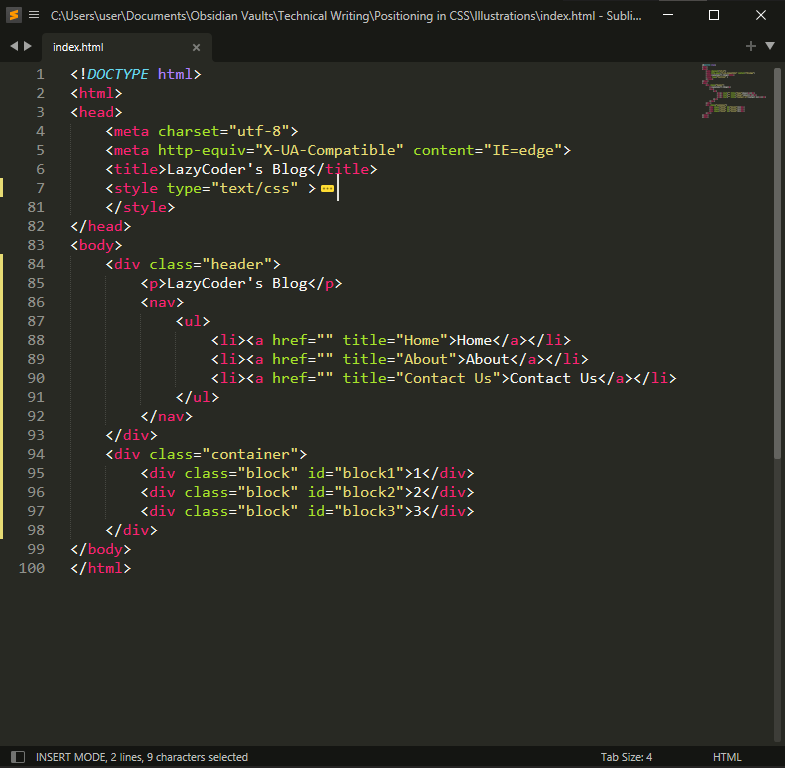 C:\Users\user\Documents\Obsidian Vaults\Technical Writing\Positioning in CSS\Illustrations\index.html - Subli...
index.html
1 <!DOCTYPE html>
2 <html>
3 <head>
4     <meta charset="utf-8">
5     <meta http-equiv="X-UA-Compatible" content="IE=edge">
6     <title>LazyCoder's Blog</title>
7     <style type="text/css" >
81     </style>
82 </head>
83 <body>
84     <div class="header">
85         <p>LazyCoder's Blog</p>
86         <nav>
87             <ul>
88                 <li><a href="" title="Home">Home</a></li>
89                 <li><a href="" title="About">About</a></li>
90                 <li><a href="" title="Contact Us">Contact Us</a></li>
91             </ul>
92         </nav>
93     </div>
94     <div class="container">
95         <div class="block" id="block1">1</div>
96         <div class="block" id="block2">2</div>
97         <div class="block" id="block3">3</div>
98     </div>
99 </body>
100 </html>
INSERT MODE, 2 lines, 9 characters selected Tab Size: 4 HTML